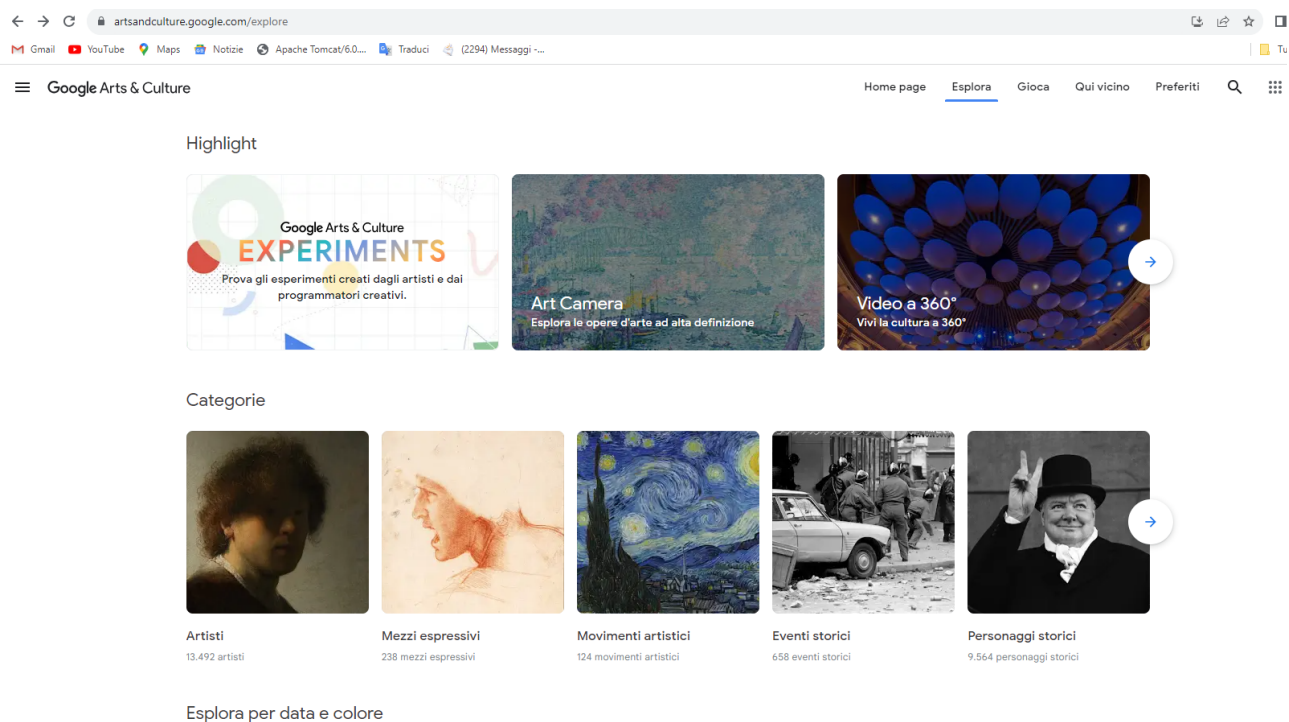 artsandculture.google.com/explore
Gmail YouTube Maps Notizie Apache Tomcat/6.0.... Traduci (2294) Messaggi -...
Google Arts & Culture Home page Esplora Gioca Qui vicino Preferiti
Highlight
Google Arts & Culture
EXPERIMENTS
Prova gli esperimenti creati dagli artisti e dai
programmatori creativi.
Art Camera
Esplora le opere d'arte ad alta definizione
Video a 360°
Vivi la cultura a 360°
Categorie
Artisti
13.492 artisti
Mezzi espressivi
238 mezzi espressivi
Movimenti artistici
124 movimenti artistici
Eventi storici
658 eventi storici
Personaggi storici
9.564 personaggi storici
Esplora per data e colore